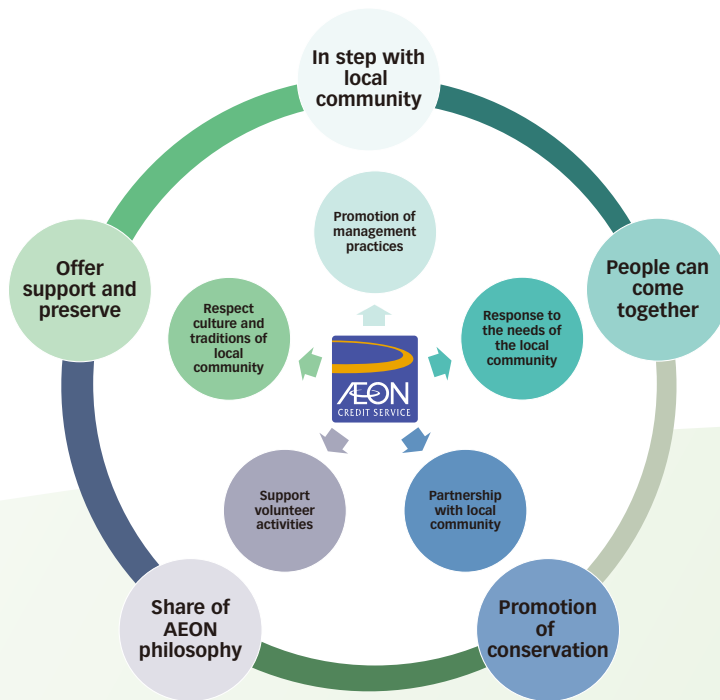 In step with
local
community
Promotion of
management
practices
Offer
support and
preserve
People can
come
together
Respect
culture and
traditions of
local
community
Response to
the needs of
the local
community
ÆON
CREDIT SERVICE
Support
volunteer
activities
Partnership
with local
community
Share of
AEON
philosophy
Promotion
of
conservation